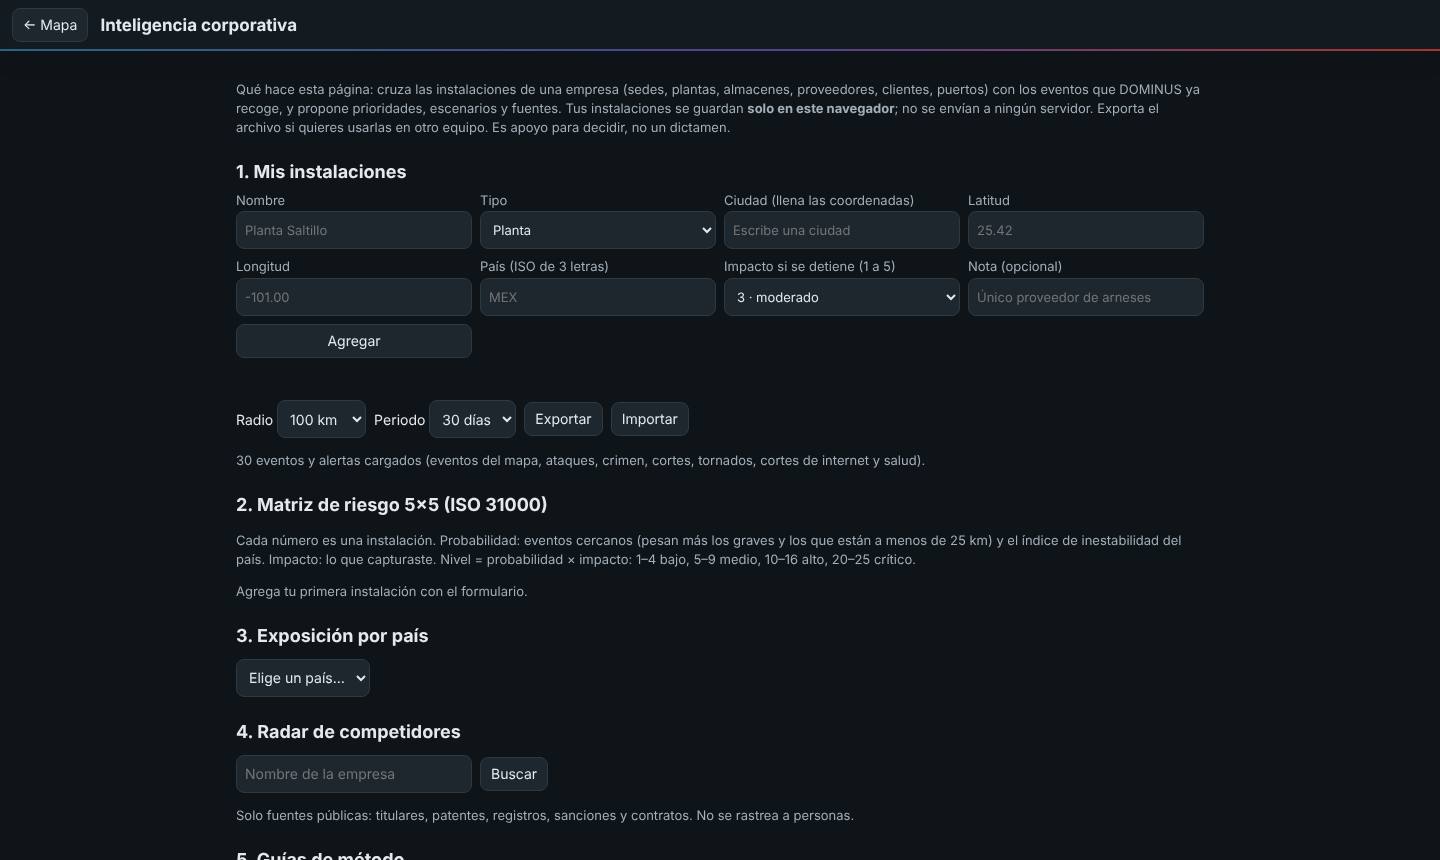 ← Mapa
Inteligencia corporativa
Qué hace esta página: cruza las instalaciones de una empresa (sedes, plantas, almacenes, proveedores, clientes, puertos) con los eventos que DOMINUS ya
recoge, y propone prioridades, escenarios y fuentes. Tus instalaciones se guardan solo en este navegador; no se envían a ningún servidor. Exporta el
archivo si quieres usarlas en otro equipo. Es apoyo para decidir, no un dictamen.
1. Mis instalaciones
Nombre Tipo Ciudad (llena las coordenadas) Latitud
Planta Saltillo Planta Escribe una ciudad 25.42
Longitud País (ISO de 3 letras) Impacto si se detiene (1 a 5) Nota (opcional)
-101.00 MEX 3 · moderado Único proveedor de arneses
Agregar
Radio 100 km Periodo 30 días Exportar Importar
30 eventos y alertas cargados (eventos del mapa, ataques, crimen, cortes, tornados, cortes de internet y salud).
2. Matriz de riesgo 5×5 (ISO 31000)
Cada número es una instalación. Probabilidad: eventos cercanos (pesan más los graves y los que están a menos de 25 km) y el índice de inestabilidad del
país. Impacto: lo que capturaste. Nivel = probabilidad × impacto: 1–4 bajo, 5–9 medio, 10–16 alto, 20–25 crítico.
Agrega tu primera instalación con el formulario.
3. Exposición por país
Elige un país...
4. Radar de competidores
Nombre de la empresa Buscar
Solo fuentes públicas: titulares, patentes, registros, sanciones y contratos. No se rastrea a personas.
5. Guías de método